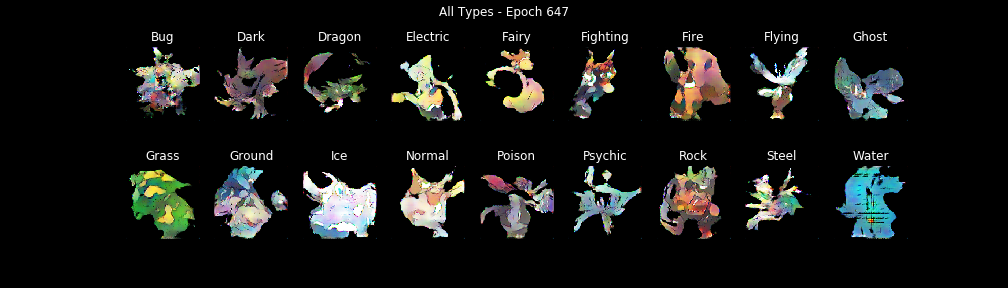 All Types - Epoch 647
Bug Dark Dragon Electric Fairy Fighting Fire Flying Ghost
Grass Ground Ice Normal Poison Psychic Rock Steel Water